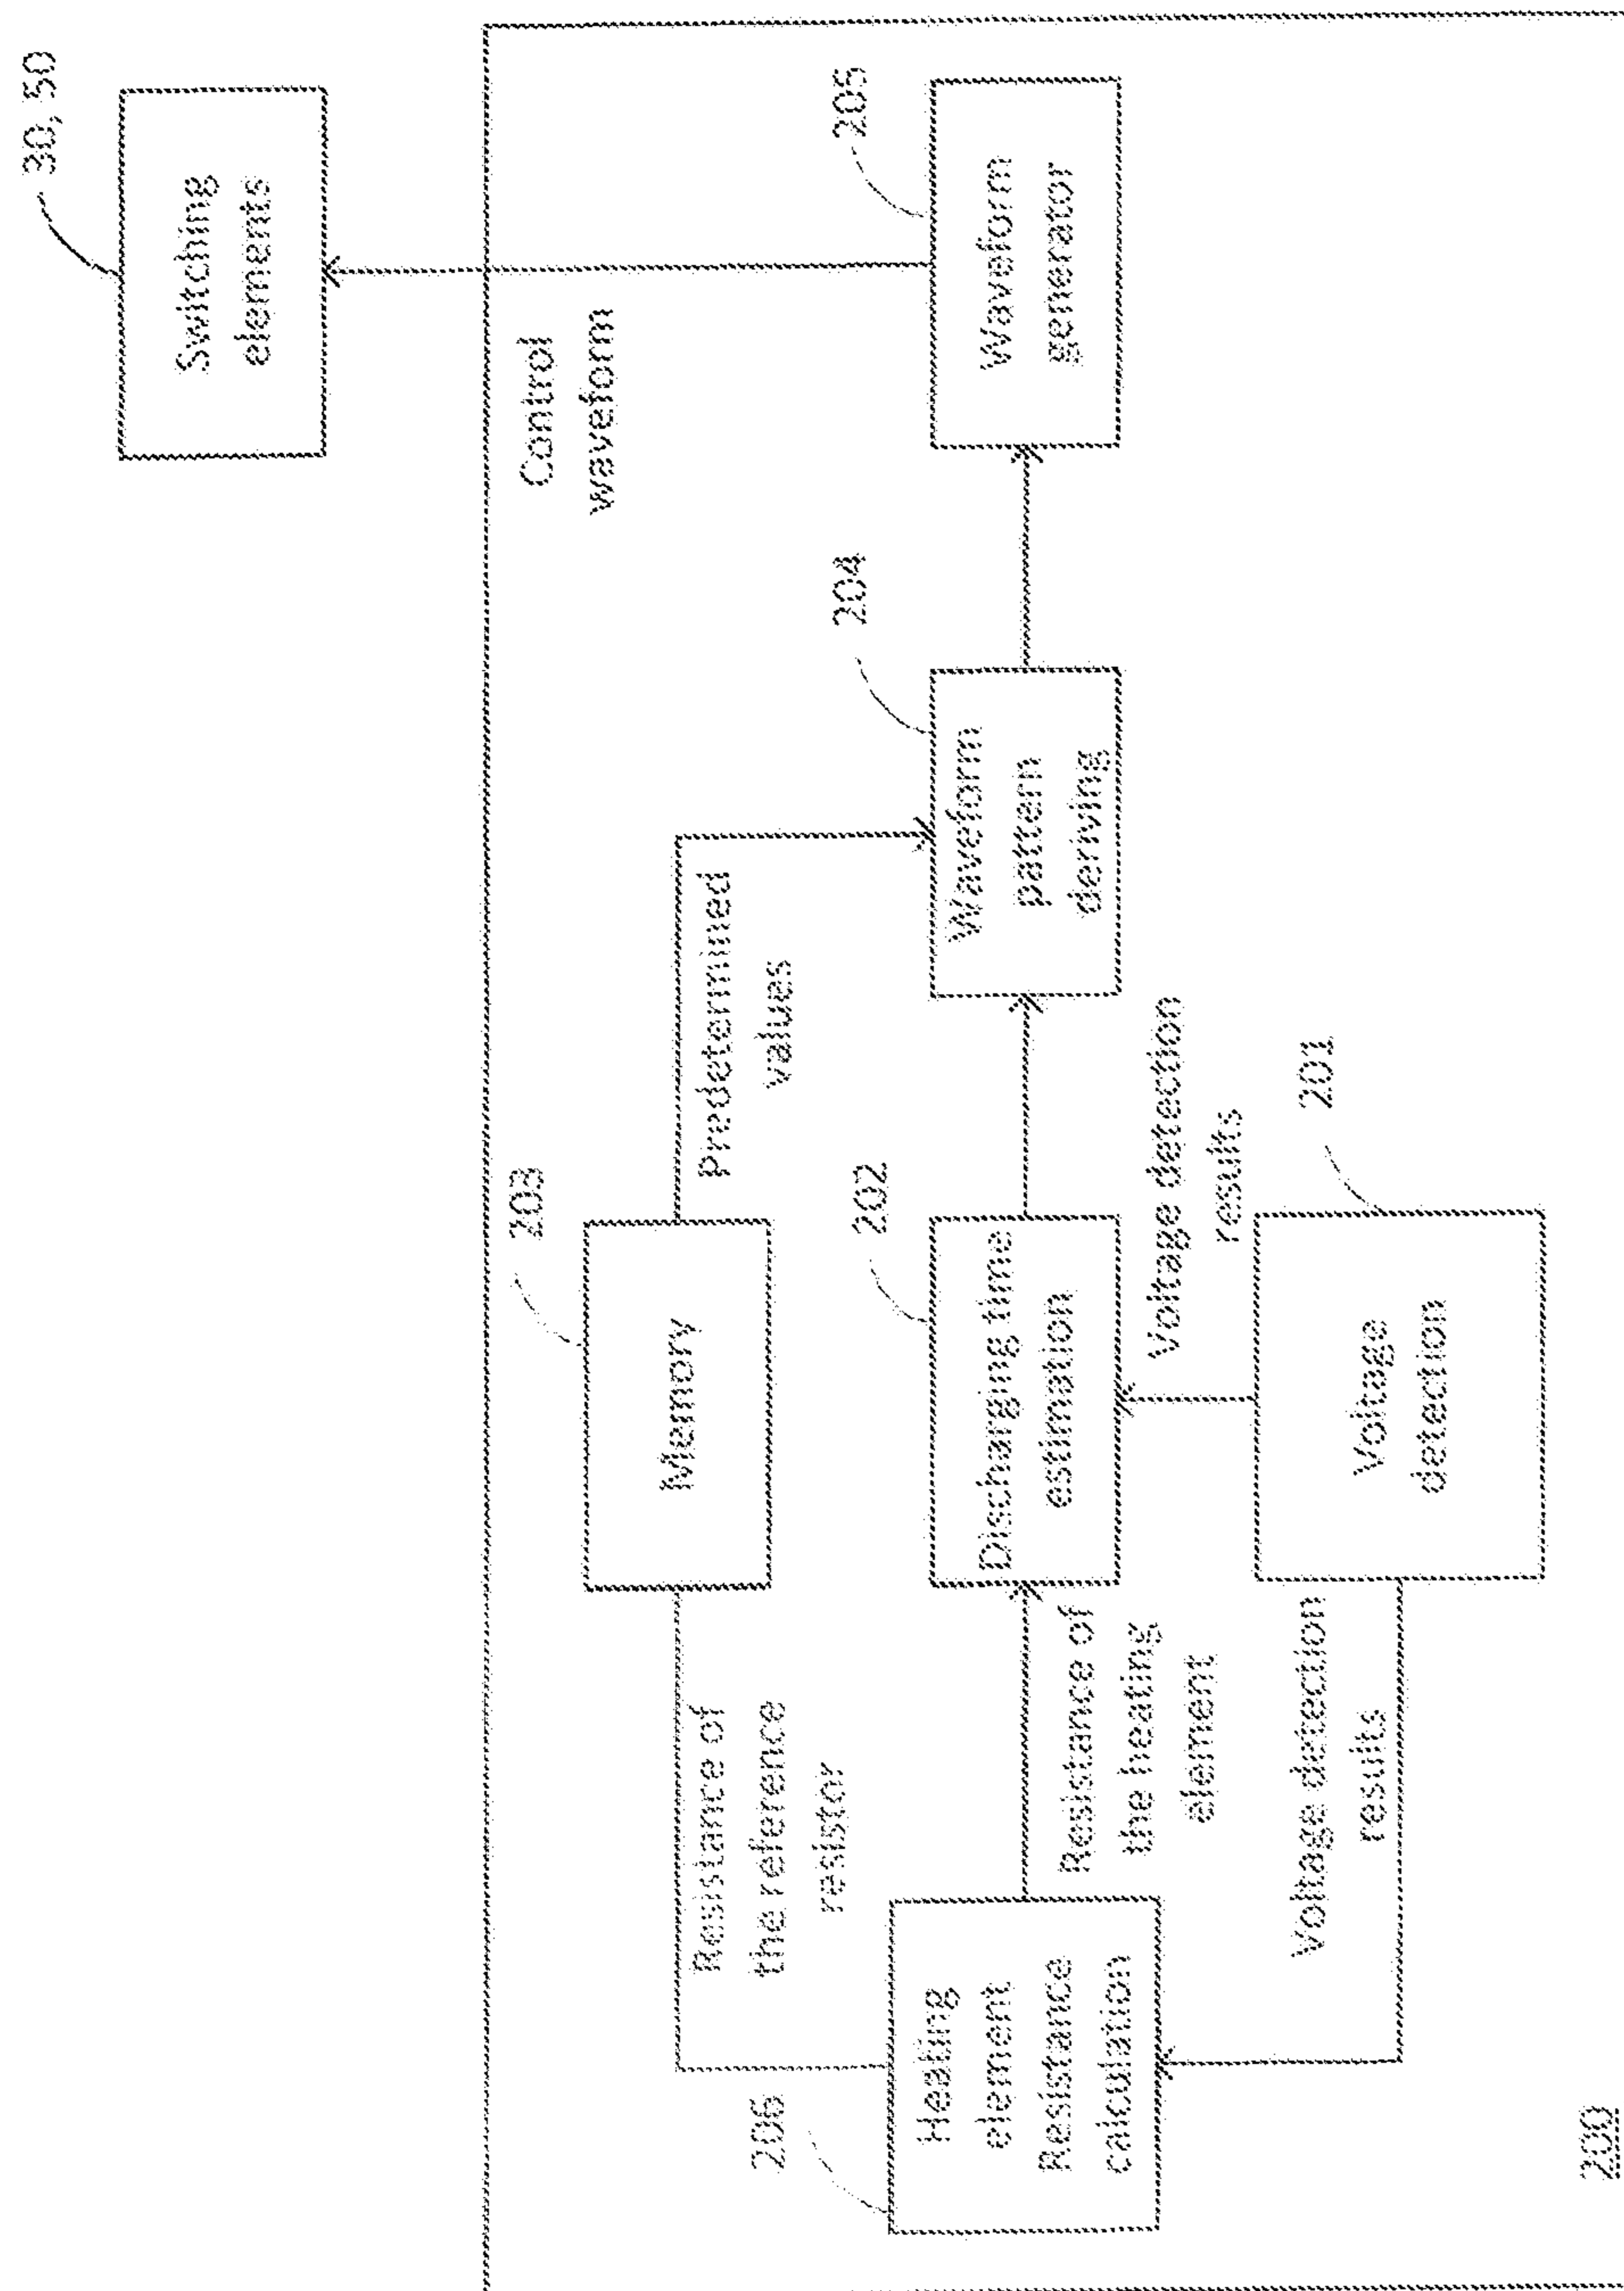 30, 50
Switching
elements
Control
waveform
203
Memory
Resistance of
the reference
resistor
Predetermined
values
206
Heating
element
Resistance
calculation
Resistance of
the heating
element
202
Discharging time
estimation
204
Waveform
pattern
deriving
205
Waveform
generator
Voltage detection
results
Voltage detection
results
201
Voltage
detection
200